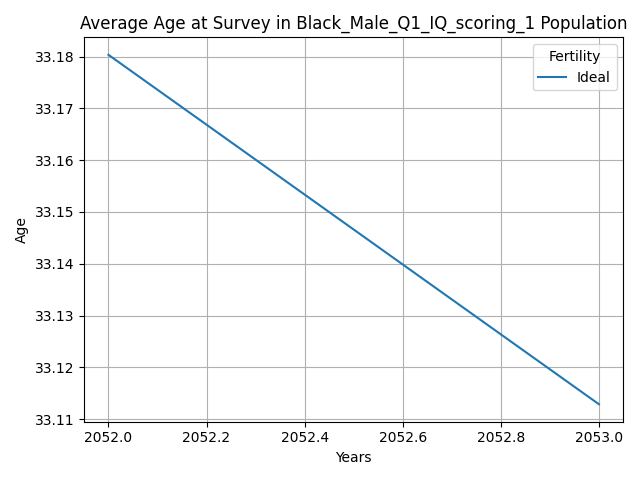 Average Age at Survey in Black_Male_Q1_IQ_scoring_1 Population
Fertility
Ideal
33.18
33.17
33.16
33.15
33.14
33.13
33.12
33.11
Age
2052.0 2052.2 2052.4 2052.6 2052.8 2053.0
Years